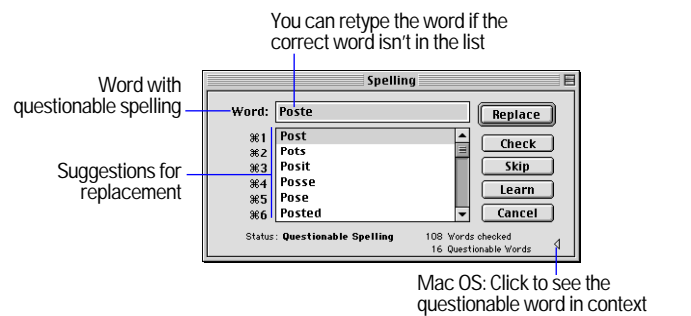 You can retype the word if the
correct word isn't in the list
Word with
questionable spelling
Suggestions for
replacement
Spelling
Word: Poste
⌘1 Post
⌘2 Pots
⌘3 Posit
⌘4 Posse
⌘5 Pose
⌘6 Posted
Replace
Check
Skip
Learn
Cancel
Status: Questionable Spelling
108 Words checked
16 Questionable Words
Mac OS: Click to see the
questionable word in context